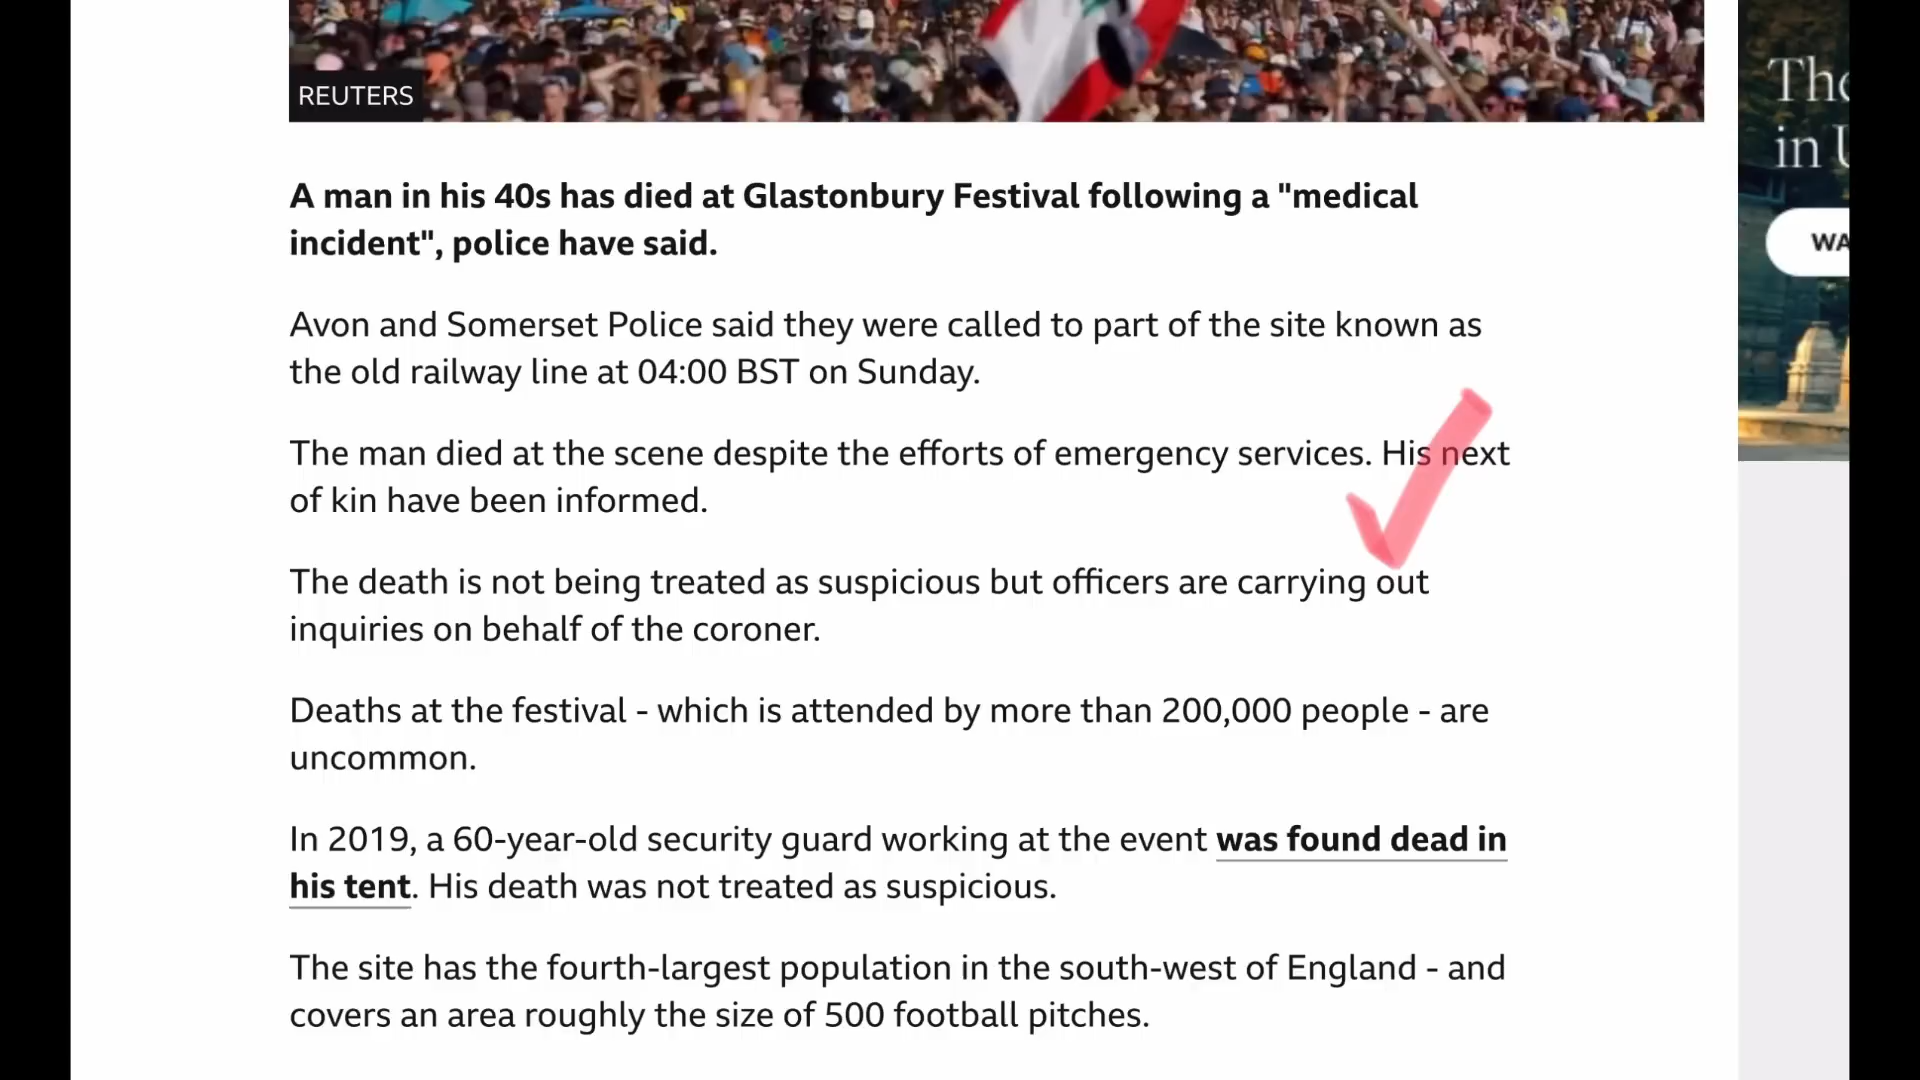 REUTERS
A man in his 40s has died at Glastonbury Festival following a "medical
incident", police have said.
Avon and Somerset Police said they were called to part of the site known as
the old railway line at 04:00 BST on Sunday.
The man died at the scene despite the efforts of emergency services. His next
of kin have been informed.
The death is not being treated as suspicious but officers are carrying out
inquiries on behalf of the coroner.
Deaths at the festival - which is attended by more than 200,000 people - are
uncommon.
In 2019, a 60-year-old security guard working at the event was found dead in
his tent. His death was not treated as suspicious.
The site has the fourth-largest population in the south-west of England - and
covers an area roughly the size of 500 football pitches.
in